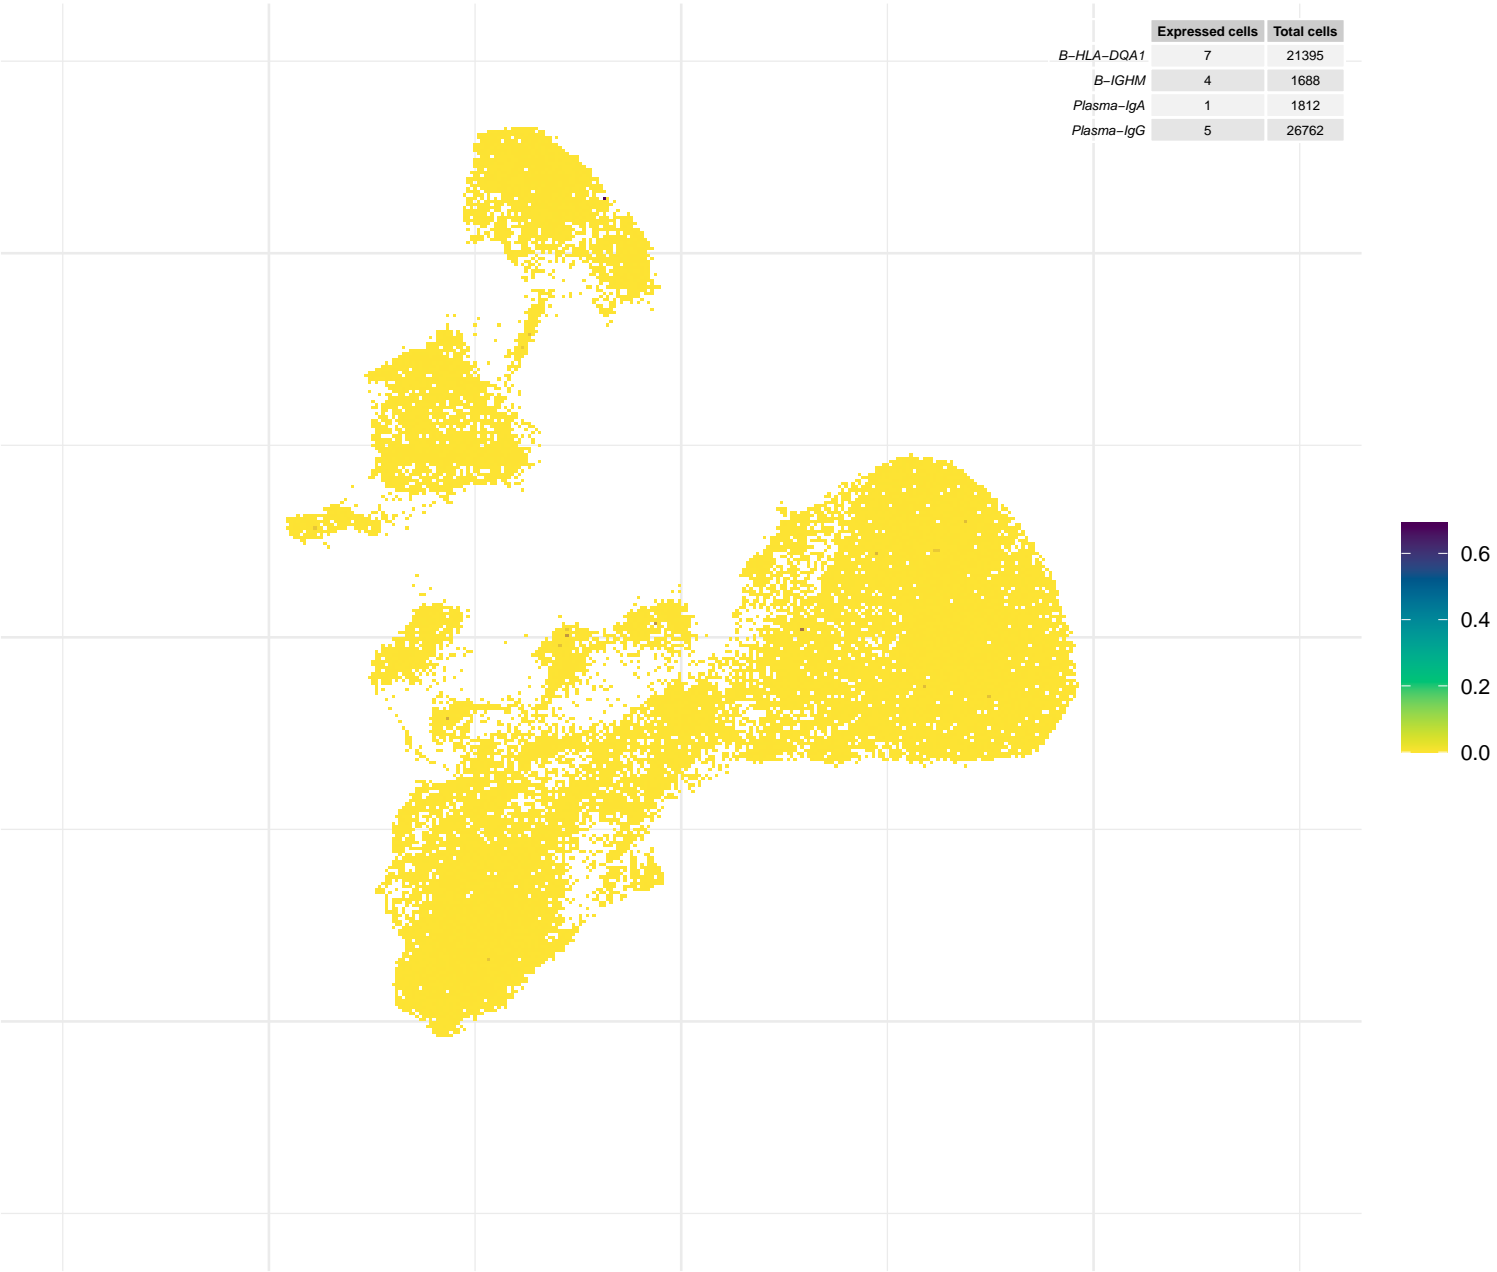 Expressed cells Total cells
B−HLA−DQA1 7 21395
B−IGHM 4 1688
Plasma−IgA 1 1812
Plasma−IgG 5 26762
0.6
0.4
0.2
0.0